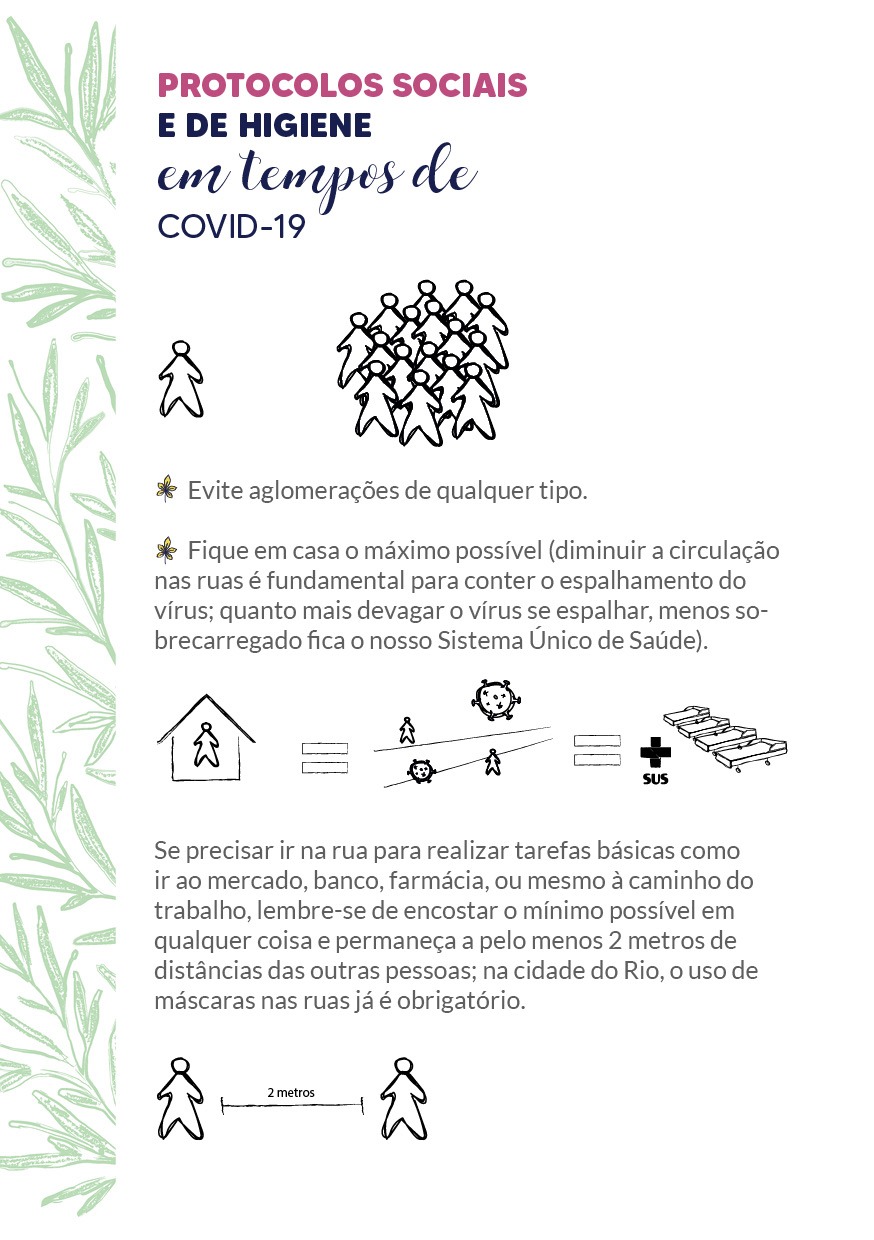 PROTOCOLOS SOCIAIS
E DE HIGIENE
em tempos de
COVID-19
Evite aglomerações de qualquer tipo.
Fique em casa o máximo possível (diminuir a circulação
nas ruas é fundamental para conter o espalhamento do
vírus; quanto mais devagar o vírus se espalhar, menos so-
brecarregado fica o nosso Sistema Único de Saúde).
SUS
Se precisar ir na rua para realizar tarefas básicas como
ir ao mercado, banco, farmácia, ou mesmo à caminho do
trabalho, lembre-se de encostar o mínimo possível em
qualquer coisa e permaneça a pelo menos 2 metros de
distâncias das outras pessoas; na cidade do Rio, o uso de
máscaras nas ruas já é obrigatório.
2 metros